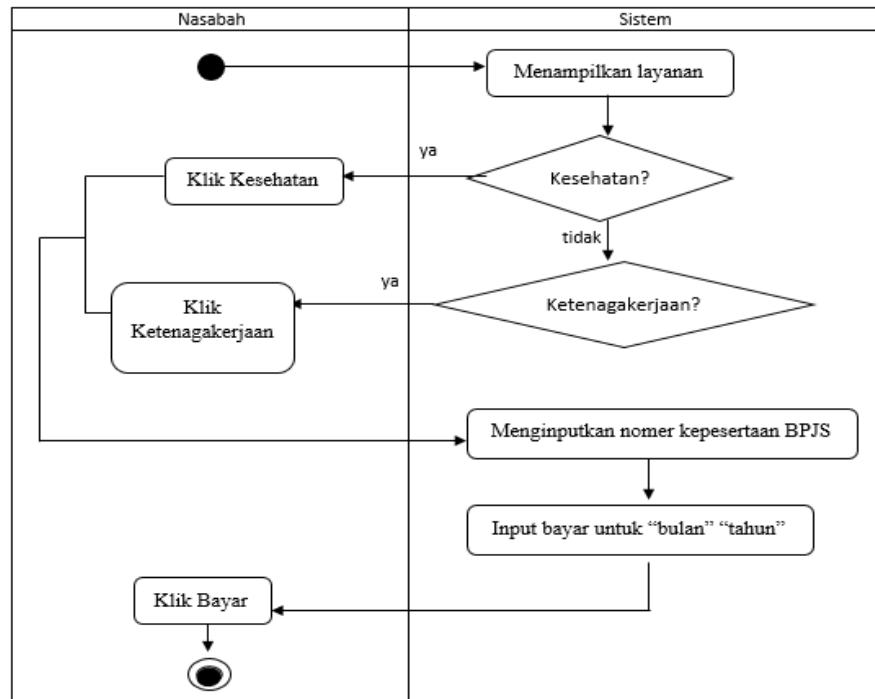 Nasabah
Sistem
Menampilkan layanan
ya
Klik Kesehatan
Kesehatan?
tidak
ya
Klik
Ketenagakerjaan
Ketenagakerjaan?
Menginputkan nomer kepesertaan BPJS
Input bayar untuk “bulan” “tahun”
Klik Bayar